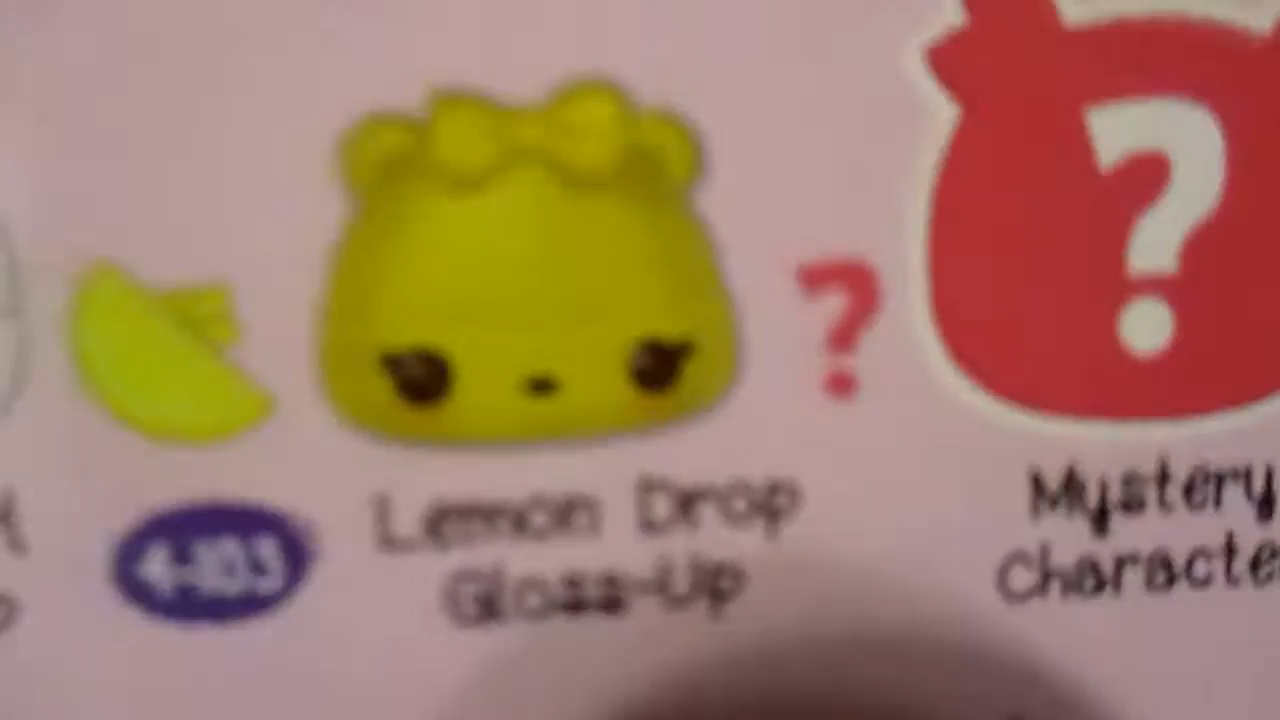 ?
?
4-103
Lemon Drop
Gloss-Up
Mystery
Characte